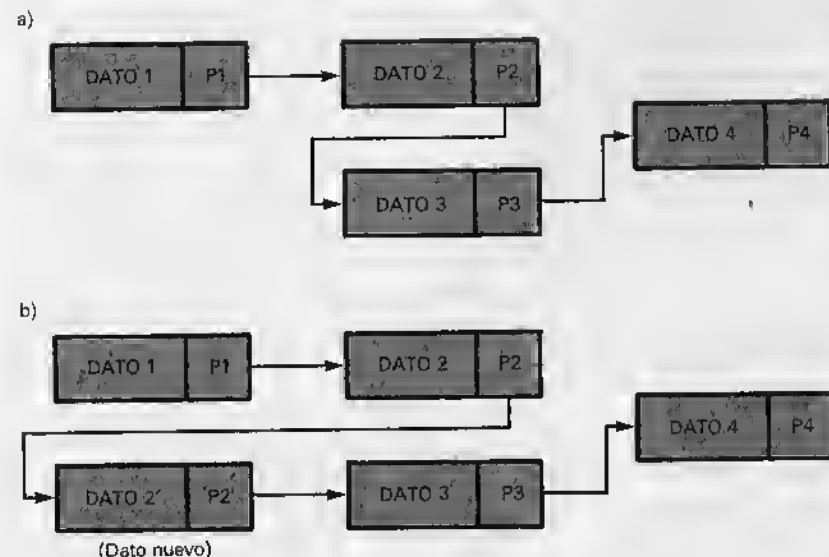 a)
DATO 1 P1
DATO 2 P2
DATO 4 P4
DATO 3 P3
b)
DATO 1 P1
DATO 2 P2
DATO 4 P4
DATO 2' P2'
DATO 3 P3
(Dato nuevo)